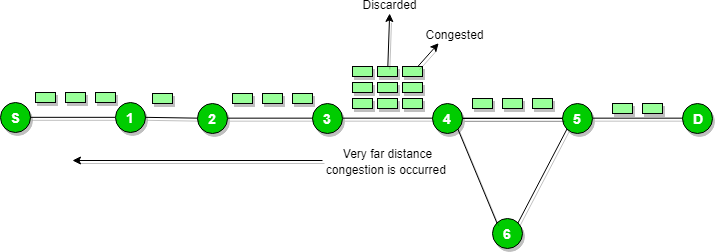 Discarded
Congested
S
1
2
3
4
5
D
Very far distance
congestion is occurred
6